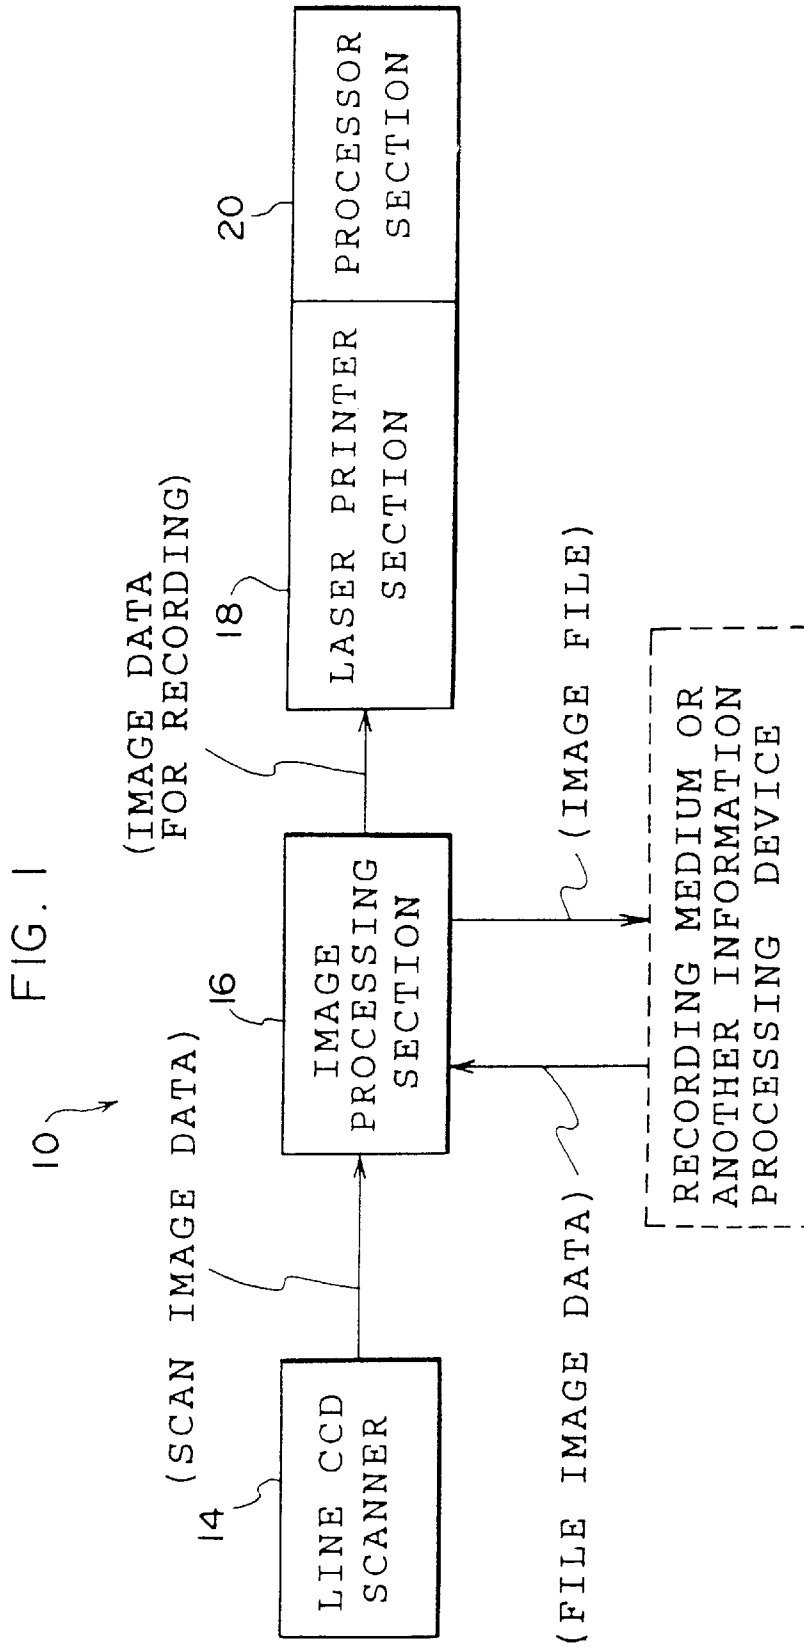 FIG. 1
10
(SCAN IMAGE DATA)
(IMAGE DATA
FOR RECORDING)
14
LINE CCD
SCANNER
16
IMAGE
PROCESSING
SECTION
18
LASER PRINTER
SECTION
20
PROCESSOR
SECTION
(FILE IMAGE DATA)
(IMAGE FILE)
RECORDING MEDIUM OR
ANOTHER INFORMATION
PROCESSING DEVICE